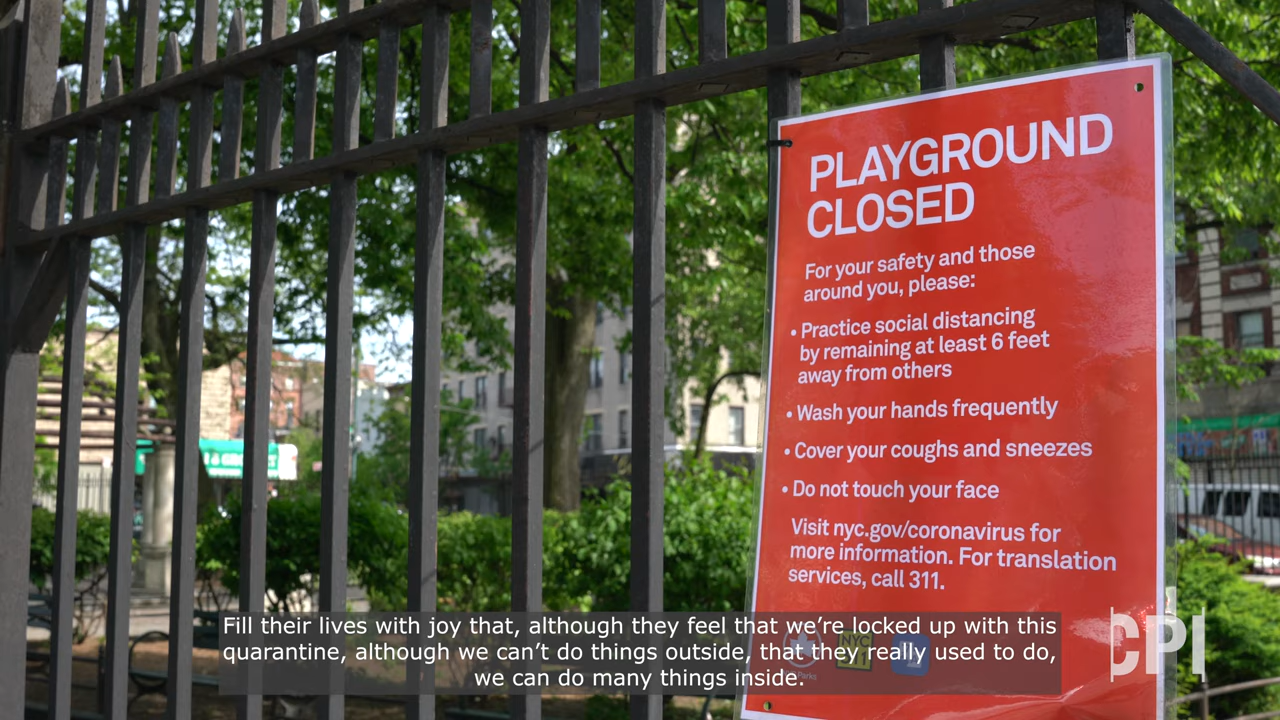 PLAYGROUND
CLOSED
For your safety and those
around you, please:
• Practice social distancing
by remaining at least 6 feet
away from others
• Wash your hands frequently
• Cover your coughs and sneezes
• Do not touch your face
Visit nyc.gov/coronavirus for
more information. For translation
services, call 311.
NYC
311
Parks
Fill their lives with joy that, although they feel that we’re locked up with this
quarantine, although we can’t do things outside, that they really used to do,
we can do many things inside.
CPI